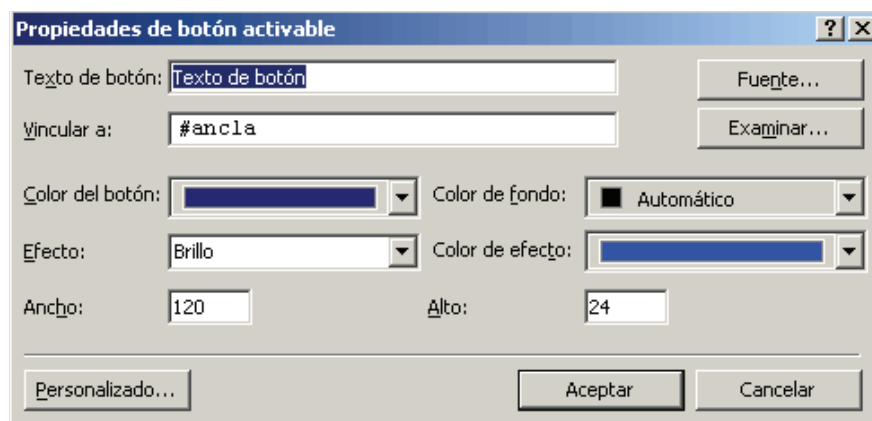 Propiedades de botón activable
Texto de botón: Texto de botón Fuente...
Vincular a: #ancla Examinar...
Color del botón: Color de fondo: Automático
Efecto: Brillo Color de efecto:
Ancho: 120 Alto: 24
Personalizado... Aceptar Cancelar